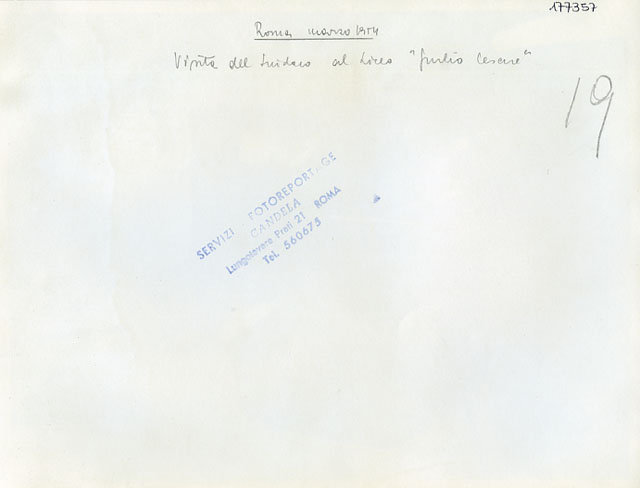 177357
Roma marzo 1954
Visita del Sindaco al Liceo "Giulio Cesare"
19
SERVIZI FOTOREPORTAGE
CANDELA
Lungotevere Prati 21 ROMA
Tel. 560675